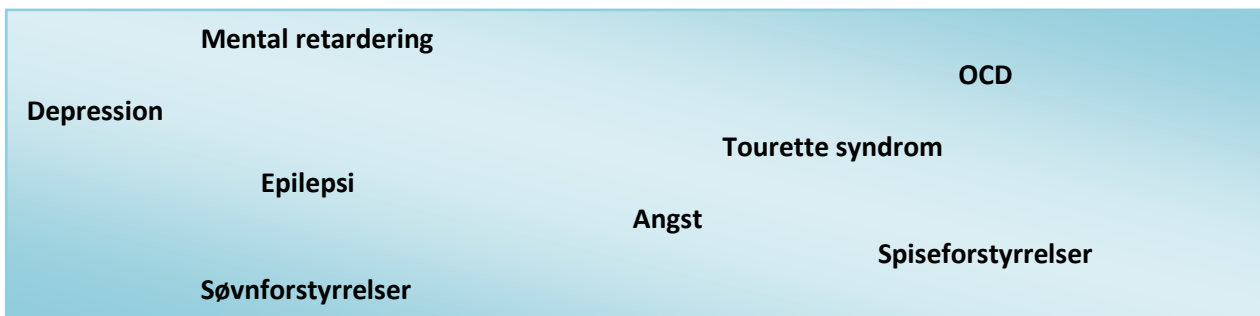 Mental retardering
OCD
Depression
Tourette syndrom
Epilepsi
Angst
Spiseforstyrrelser
Søvnforstyrrelser